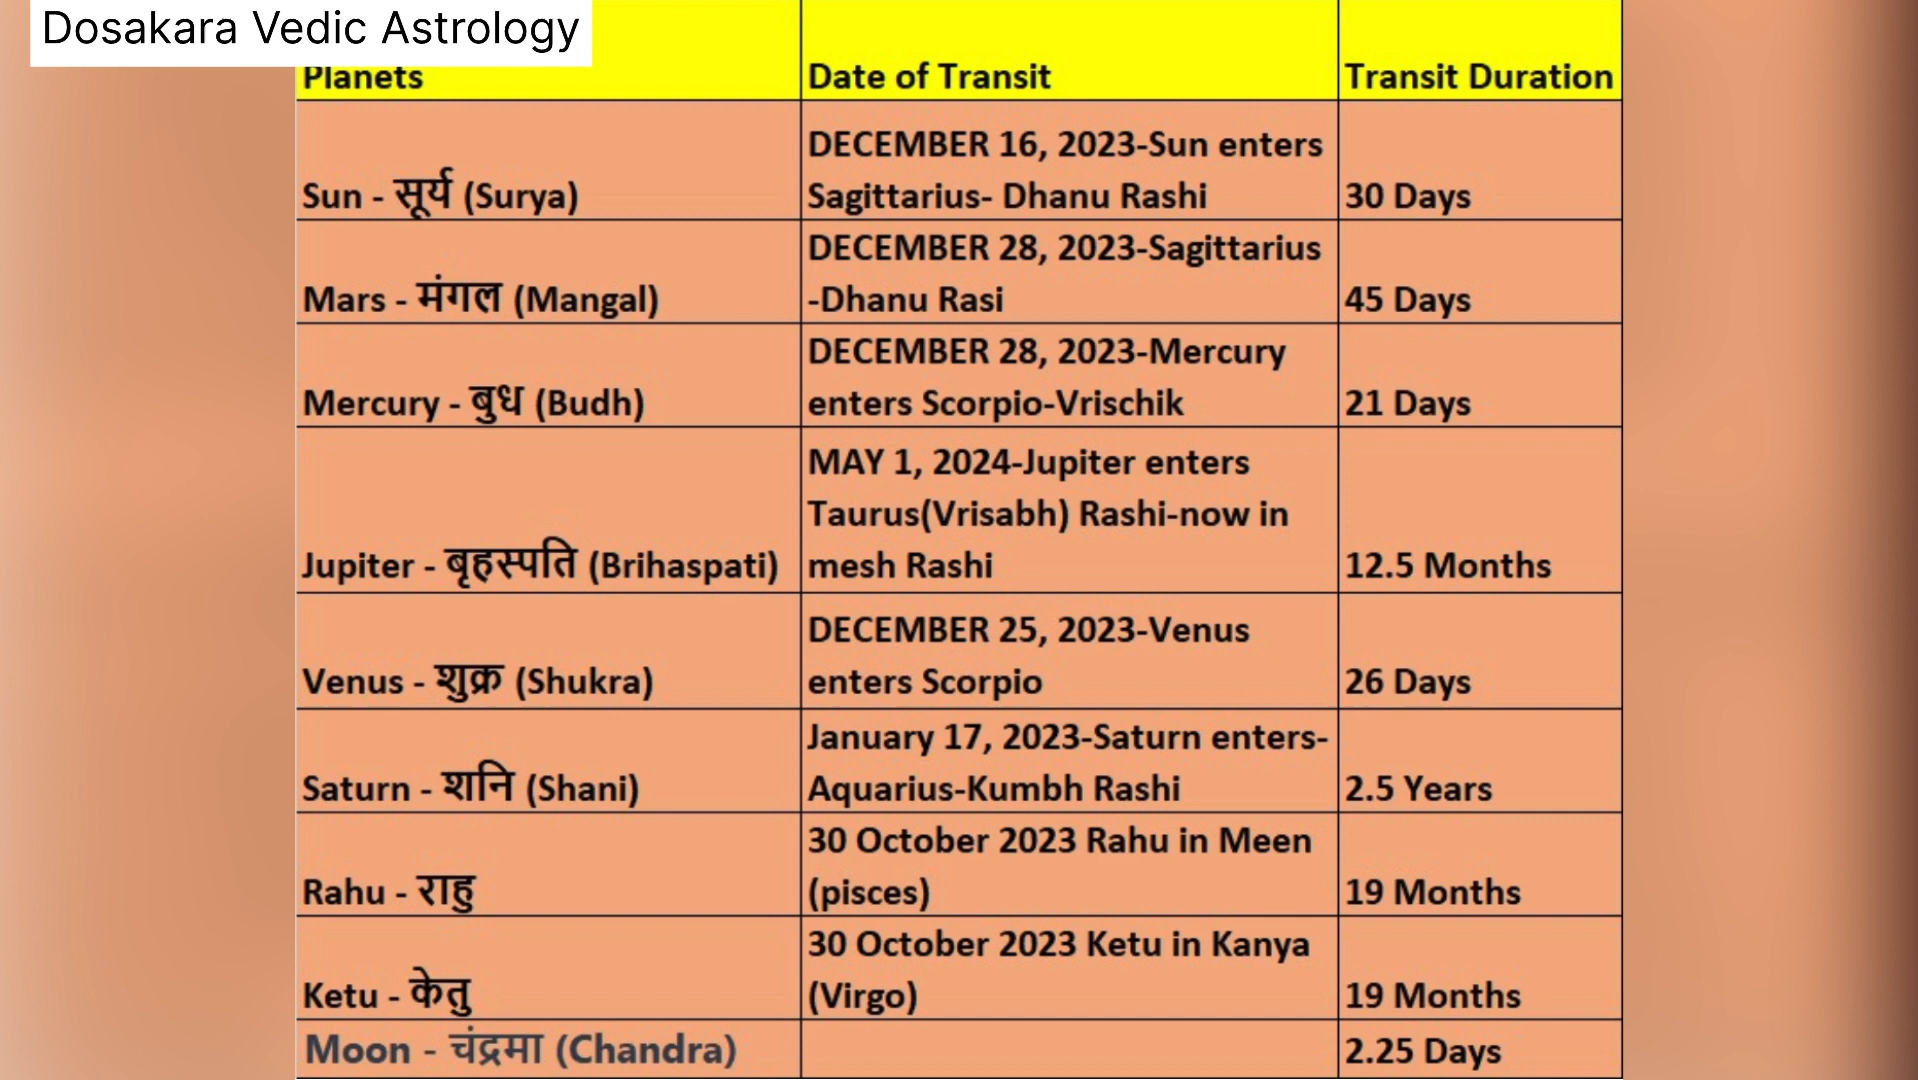 Dosakara Vedic Astrology
Planets
Date of Transit
Transit Duration
Sun - सूर्य (Surya)
DECEMBER 16, 2023-Sun enters
Sagittarius- Dhanu Rashi
30 Days
Mars - मंगल (Mangal)
DECEMBER 28, 2023-Sagittarius
-Dhanu Rasi
45 Days
Mercury - बुध (Budh)
DECEMBER 28, 2023-Mercury
enters Scorpio-Vrischik
21 Days
Jupiter - बृहस्पति (Brihaspati)
MAY 1, 2024-Jupiter enters
Taurus(Vrisabh) Rashi-now in
mesh Rashi
12.5 Months
Venus - शुक्र (Shukra)
DECEMBER 25, 2023-Venus
enters Scorpio
26 Days
Saturn - शनि (Shani)
January 17, 2023-Saturn enters-
Aquarius-Kumbh Rashi
2.5 Years
Rahu - राहु
30 October 2023 Rahu in Meen
(pisces)
19 Months
Ketu - केतु
30 October 2023 Ketu in Kanya
(Virgo)
19 Months
Moon - चंद्रमा (Chandra)
2.25 Days